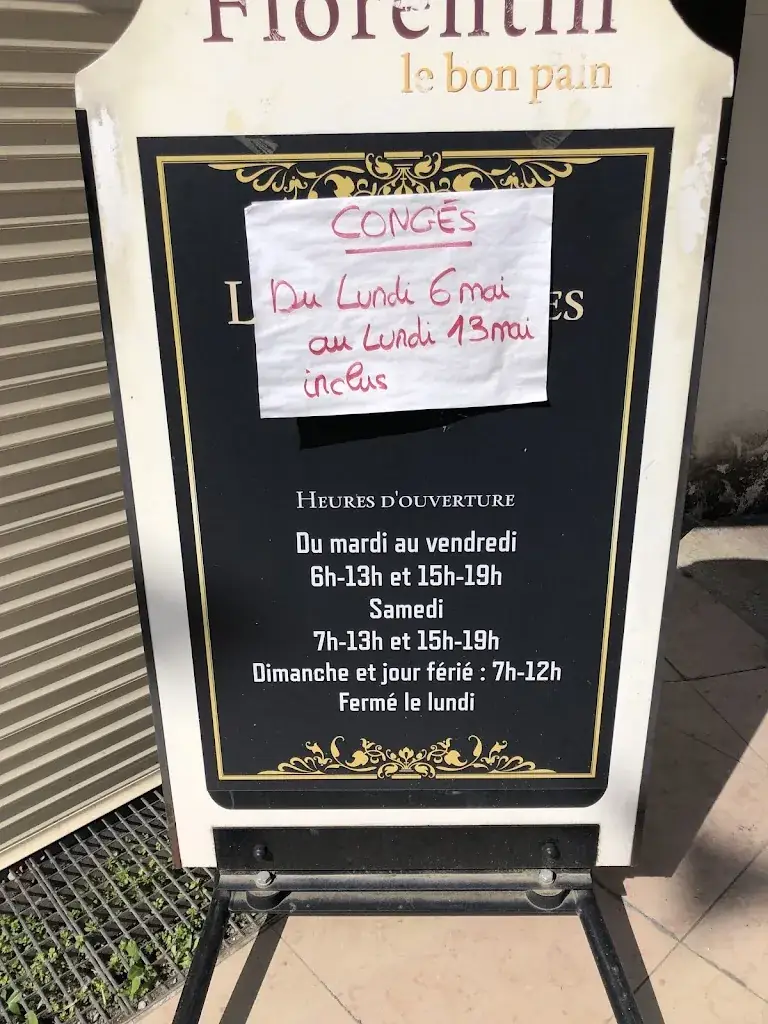 Florentin
le bon pain
CONGÉS
Du Lundi 6 mai
au Lundi 13 mai
inclus
HEURES D'OUVERTURE
Du mardi au vendredi
6h-13h et 15h-19h
Samedi
7h-13h et 15h-19h
Dimanche et jour férié : 7h-12h
Fermé le lundi